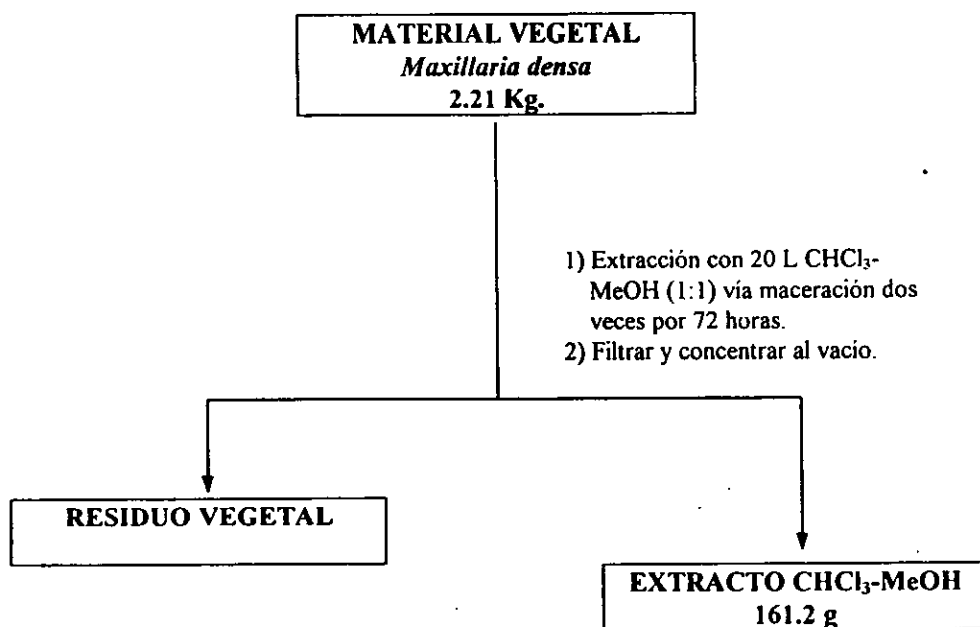 MATERIAL VEGETAL
Maxillaria densa
2.21 Kg.
1) Extracción con 20 L CHCl₃-
MeOH (1:1) vía maceración dos
veces por 72 horas.
2) Filtrar y concentrar al vacío.
RESIDUO VEGETAL
EXTRACTO CHCl₃-MeOH
161.2 g